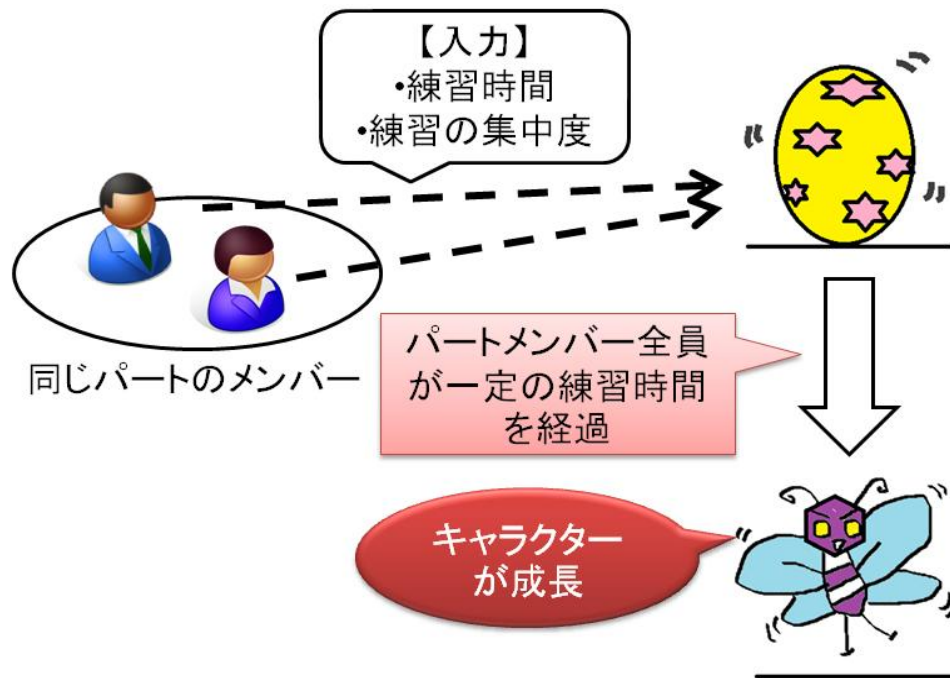 【入力】
•練習時間
•練習の集中度
同じパートのメンバー
パートメンバー全員
が一定の練習時間
を経過
キャラクター
が成長